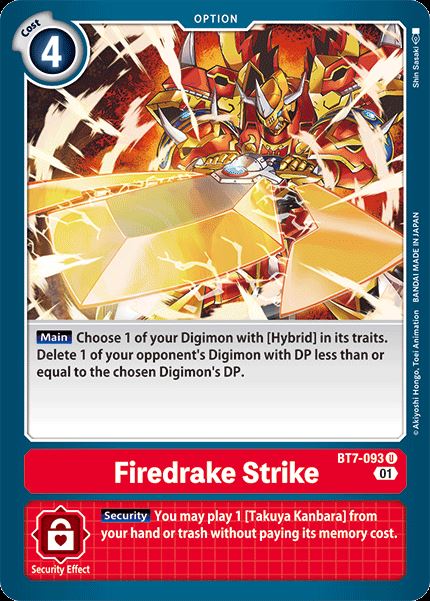 OPTION
Cost
4
Shin Sasaki
©Akiyoshi Hongo, Toei Animation BANDAI MADE IN JAPAN
Main Choose 1 of your Digimon with [Hybrid] in its traits.
Delete 1 of your opponent's Digimon with DP less than or
equal to the chosen Digimon's DP.
BT7-093 U
Firedrake Strike
01
Security You may play 1 [Takuya Kanbara] from
your hand or trash without paying its memory cost.
Security Effect